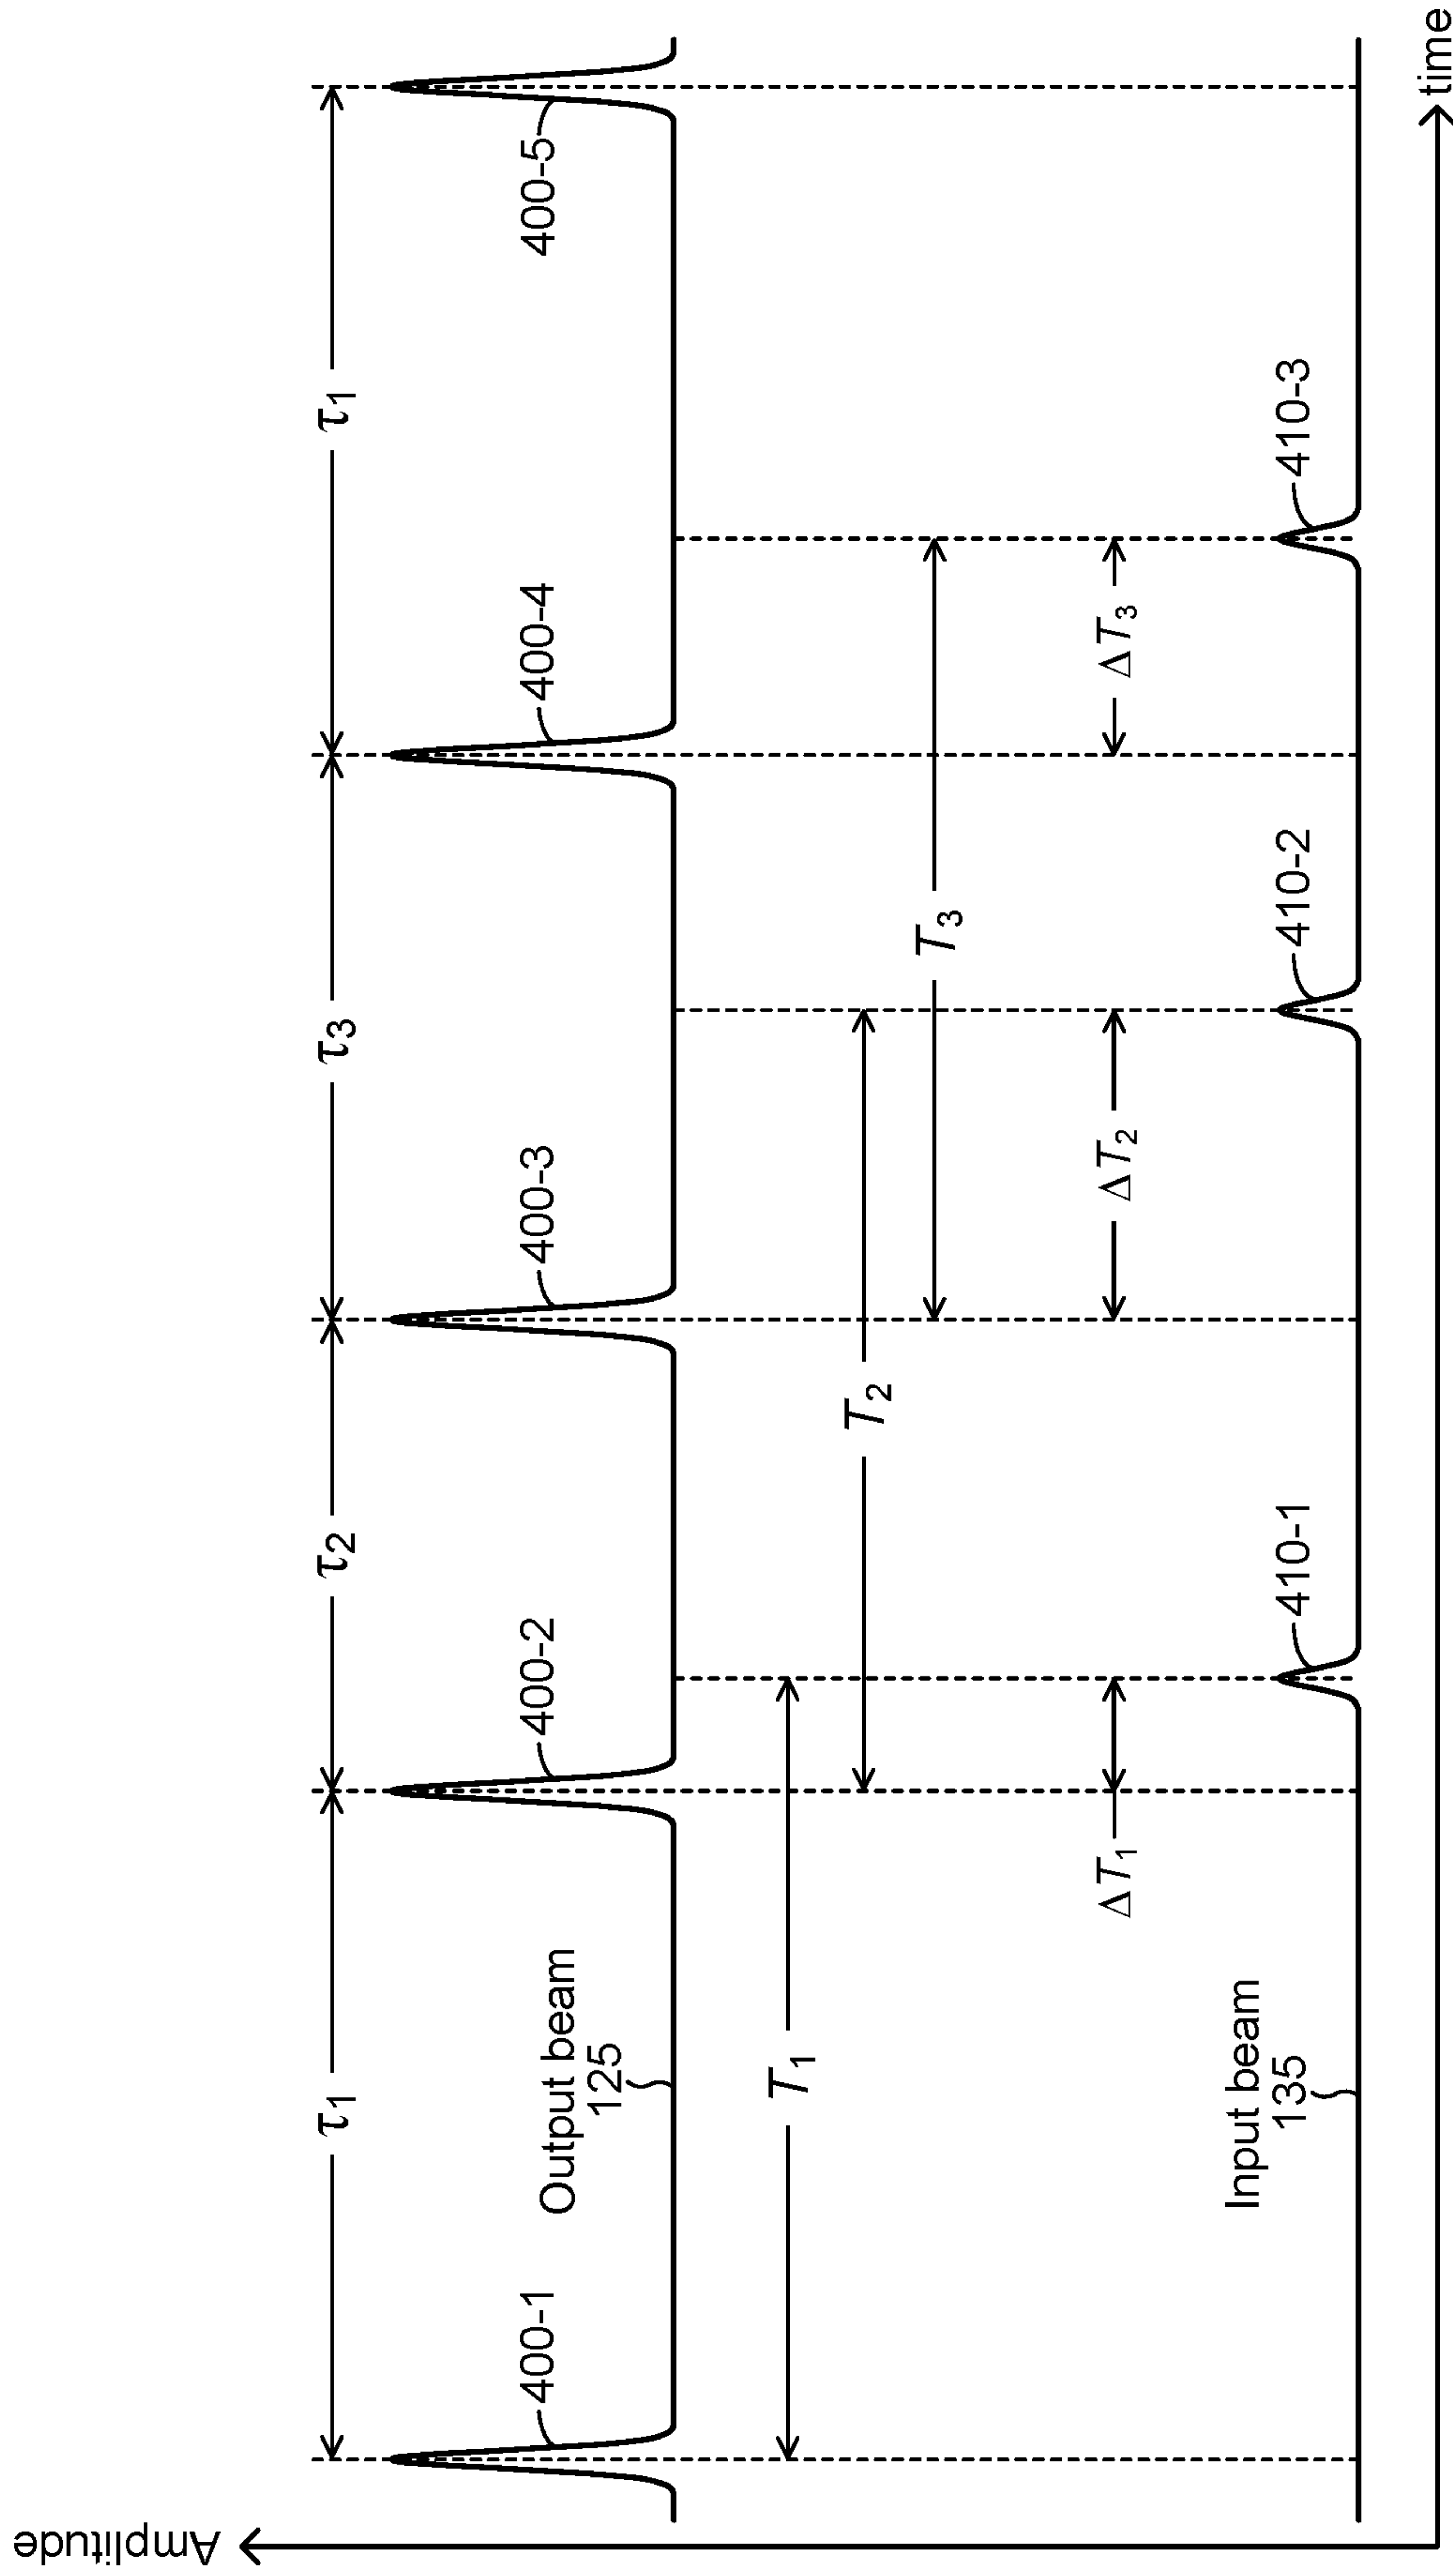 Amplitude
τ1
τ2
τ3
τ1
400-1
400-2
400-3
400-4
400-5
Output beam
125
T1
T2
T3
ΔT1
ΔT2
ΔT3
Input beam
135
410-1
410-2
410-3
time